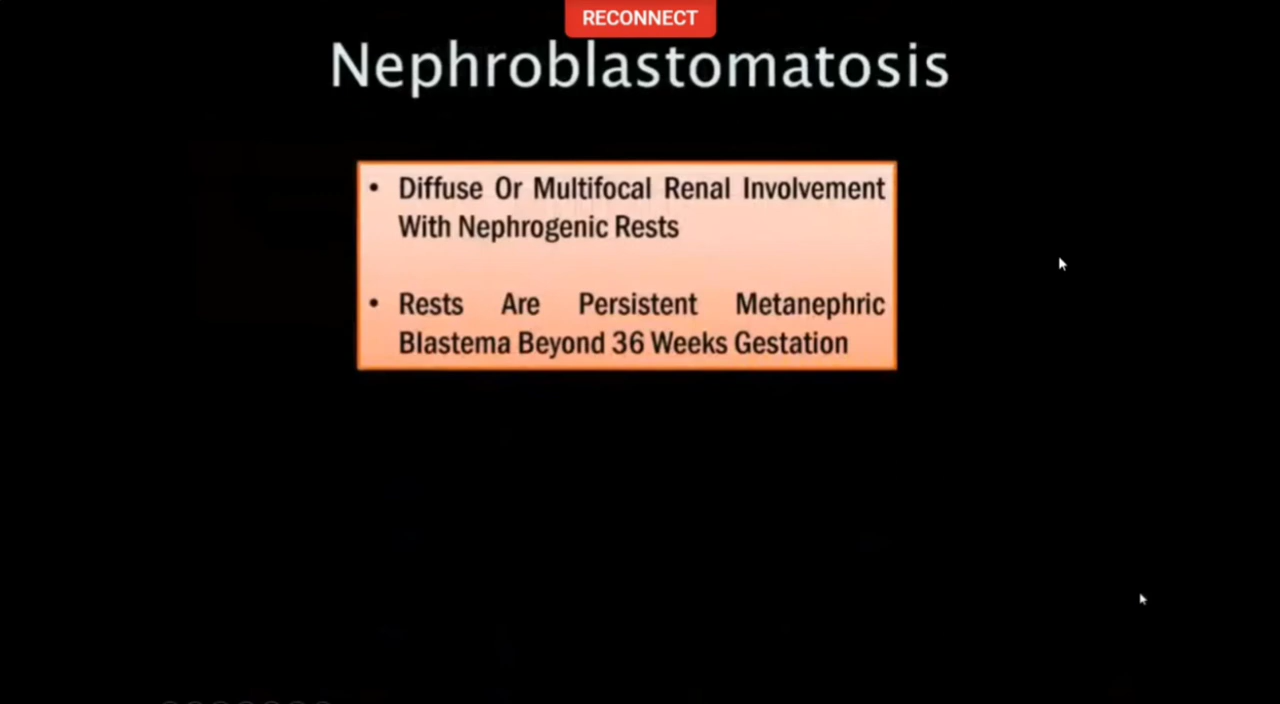 RECONNECT
Nephroblastomatosis
• Diffuse Or Multifocal Renal Involvement
With Nephrogenic Rests
• Rests Are Persistent Metanephric
Blastema Beyond 36 Weeks Gestation